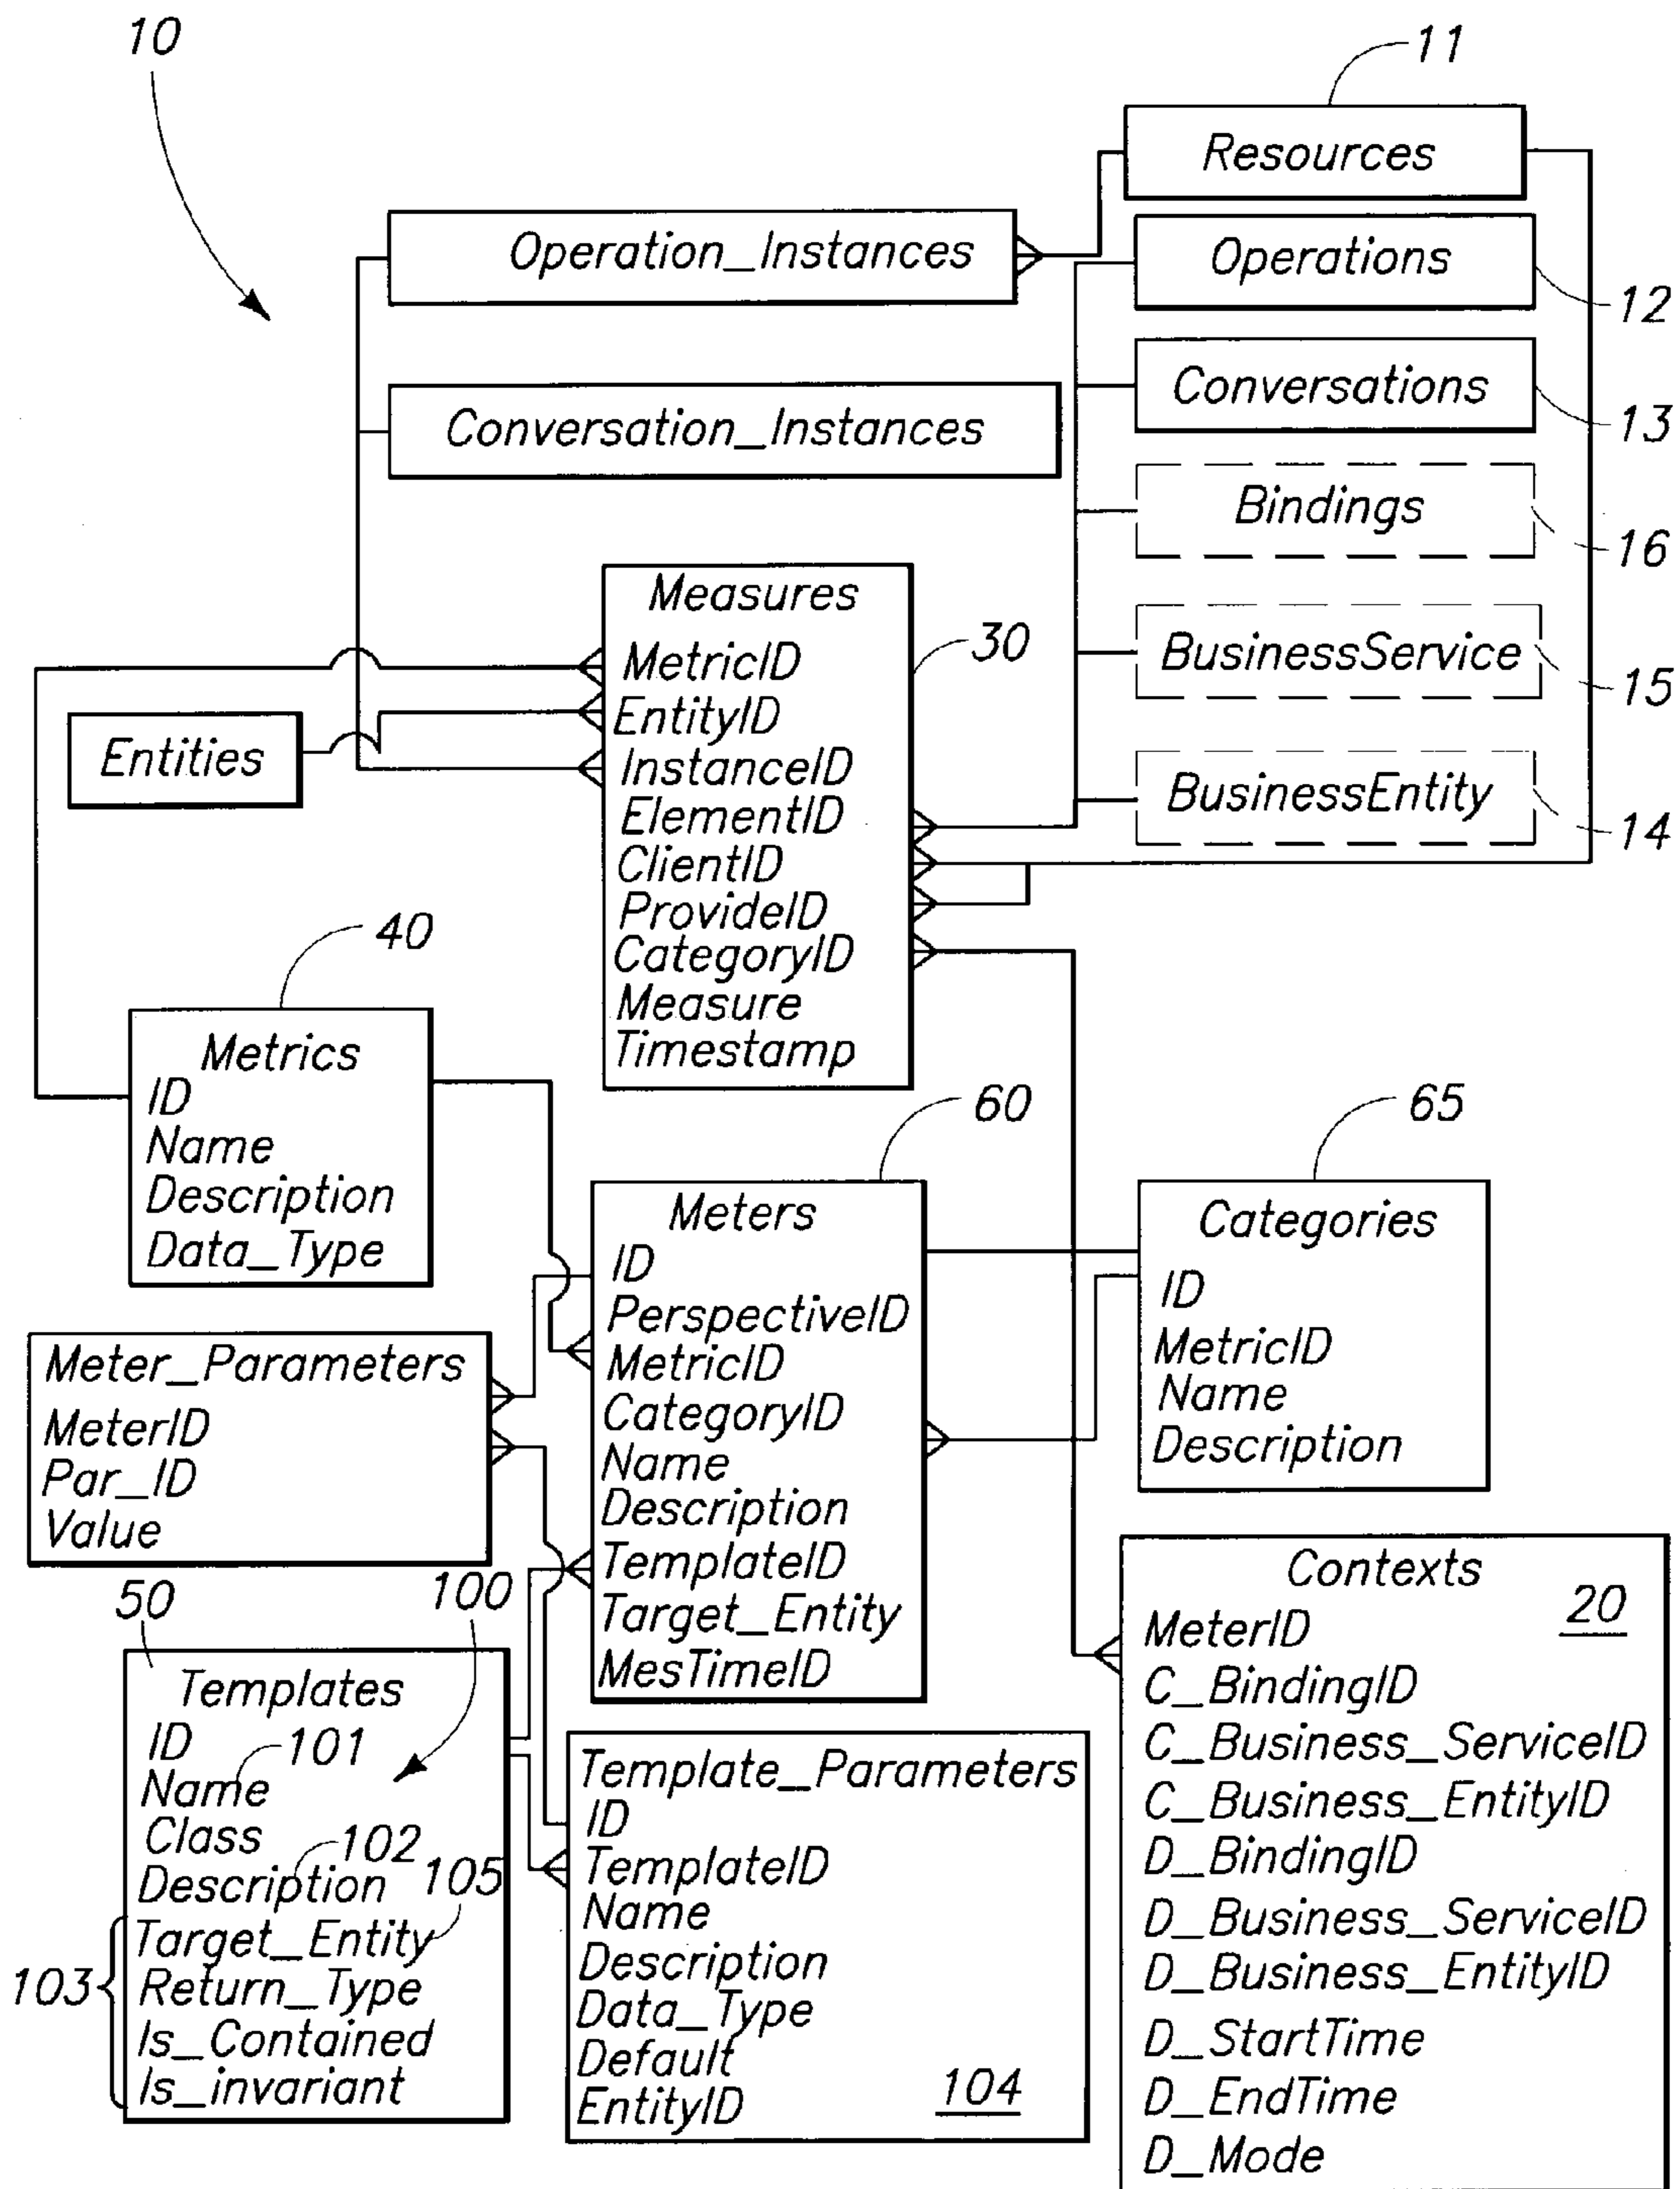 10
11
Resources
Operation_Instances
Operations
12
Conversations
13
Conversation_Instances
Bindings
16
Measures
MetricID
EntityID
InstanceID
ElementID
ClientID
ProvideID
CategoryID
Measure
Timestamp
30
BusinessService
15
Entities
BusinessEntity
14
40
Metrics
ID
Name
Description
Data_Type
60
Meters
ID
PerspectiveID
MetricID
CategoryID
Name
Description
TemplateID
Target_Entity
MesTimeID
65
Categories
ID
MetricID
Name
Description
Meter_Parameters
MeterID
Par_ID
Value
50
100
Templates
ID
Name 101
Class
Description 102
Target_Entity 105
Return_Type
Is_Contained
Is_invariant
103
Template_Parameters
ID
TemplateID
Name
Description
Data_Type
Default
EntityID
104
Contexts
20
MeterID
C_BindingID
C_Business_ServiceID
C_Business_EntityID
D_BindingID
D_Business_ServiceID
D_Business_EntityID
D_StartTime
D_EndTime
D_Mode